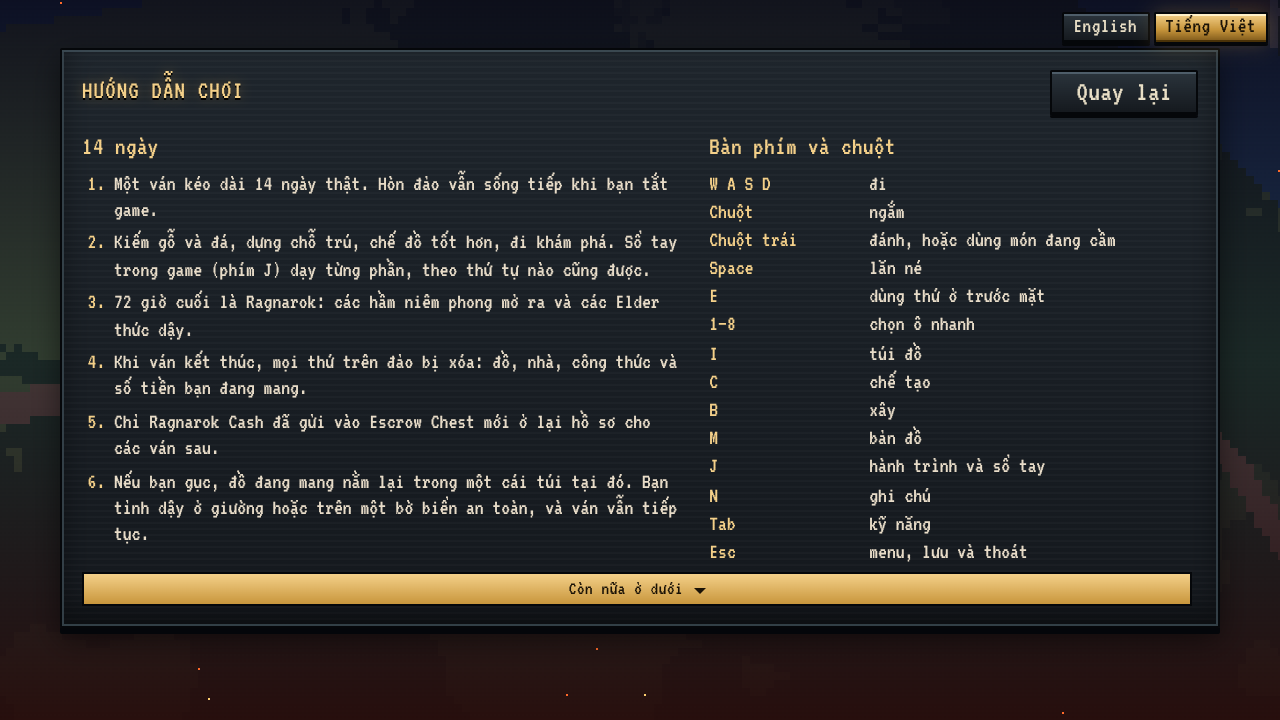 English
Tiếng Việt
HƯỚNG DẪN CHƠI
Quay lại
14 ngày
1. Một ván kéo dài 14 ngày thật. Hòn đảo vẫn sống tiếp khi bạn tắt
game.
2. Kiếm gỗ và đá, dựng chỗ trú, chế đồ tốt hơn, đi khám phá. Sổ tay
trong game (phím J) dạy từng phần, theo thứ tự nào cũng được.
3. 72 giờ cuối là Ragnarok: các hầm niêm phong mở ra và các Elder
thức dậy.
4. Khi ván kết thúc, mọi thứ trên đảo bị xóa: đồ, nhà, công thức và
số tiền bạn đang mang.
5. Chỉ Ragnarok Cash đã gửi vào Escrow Chest mới ở lại hồ sơ cho
các ván sau.
6. Nếu bạn gục, đồ đang mang nằm lại trong một cái túi tại đó. Bạn
tỉnh dậy ở giường hoặc trên một bờ biển an toàn, và ván vẫn tiếp
tục.
Bàn phím và chuột
W A S D đi
Chuột ngắm
Chuột trái đánh, hoặc dùng món đang cầm
Space lăn né
E dùng thứ ở trước mặt
1-8 chọn ô nhanh
I túi đồ
C chế tạo
B xây
M bản đồ
J hành trình và sổ tay
N ghi chú
Tab kỹ năng
Esc menu, lưu và thoát
Còn nữa ở dưới